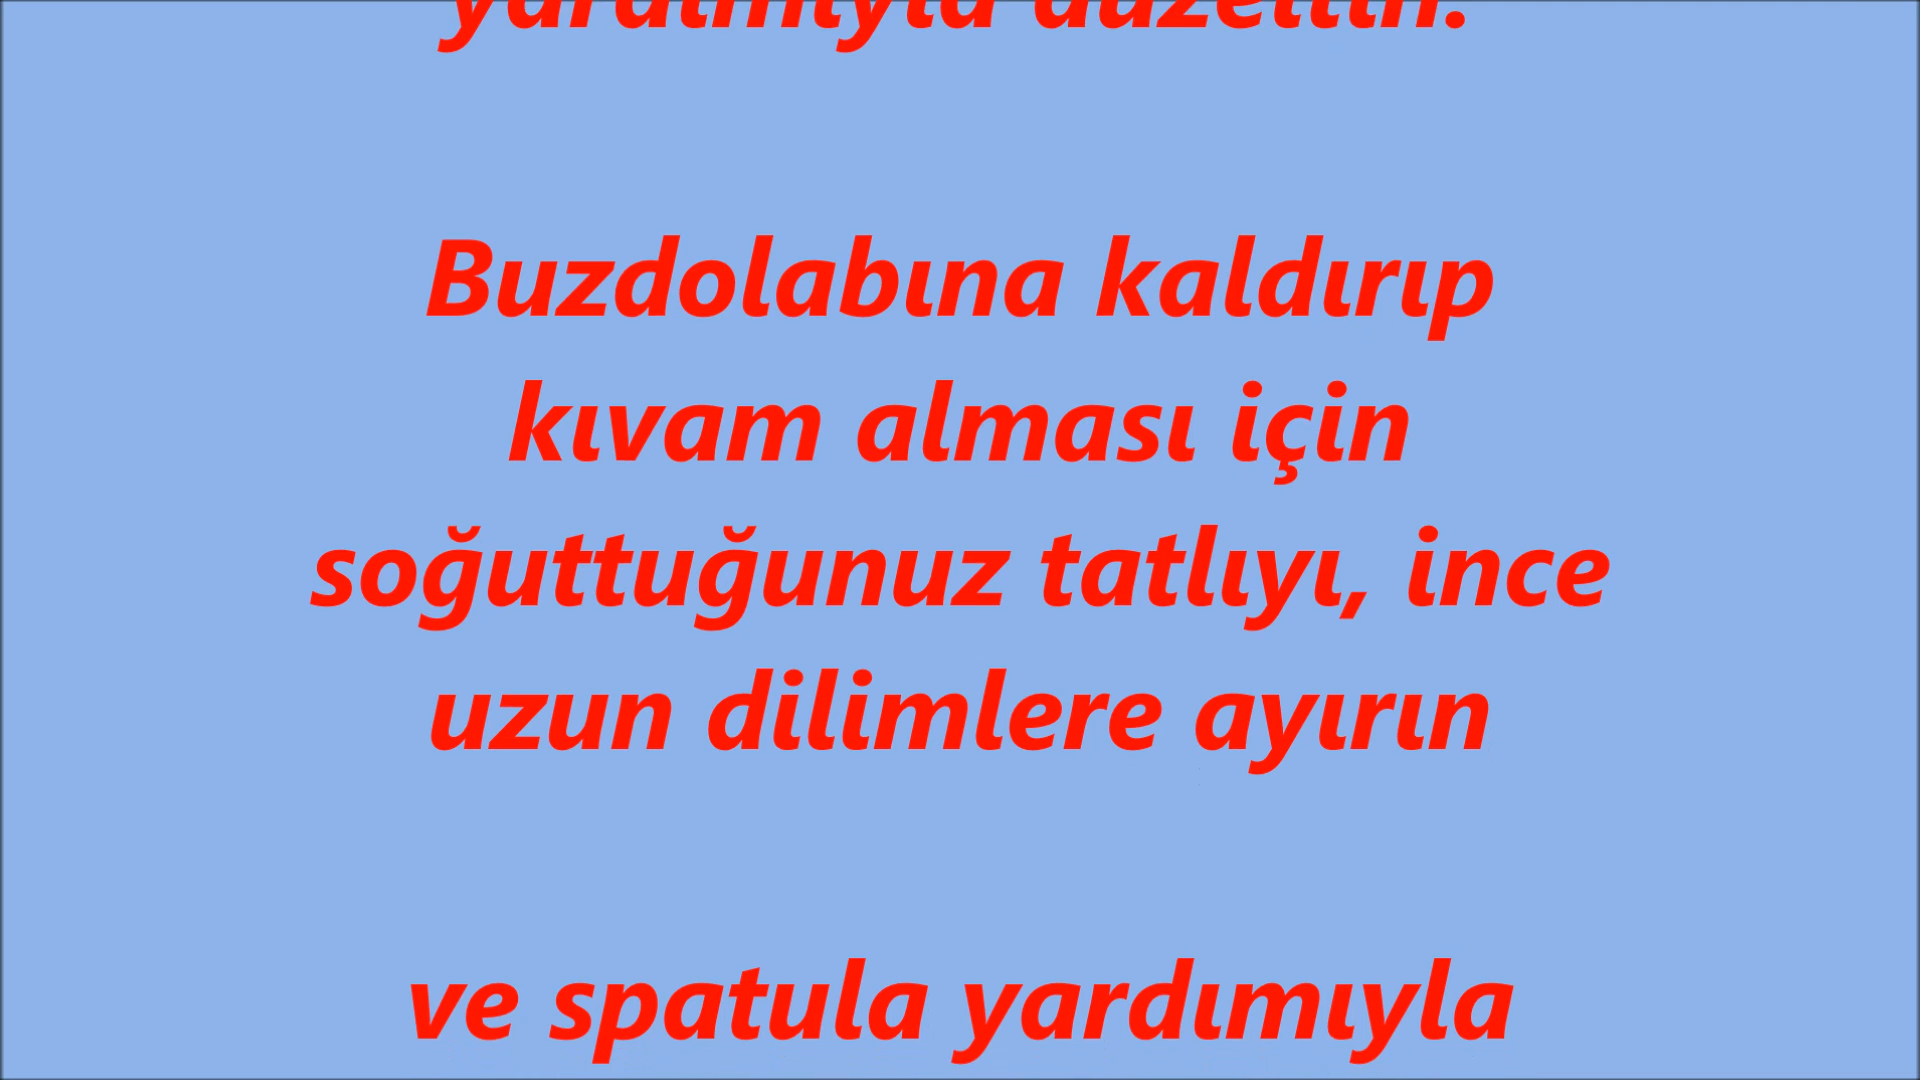 yardımıyla düzeltin.
Buzdolabına kaldırıp
kıvam alması için
soğuttuğunuz tatlıyı, ince
uzun dilimlere ayırın
ve spatula yardımıyla